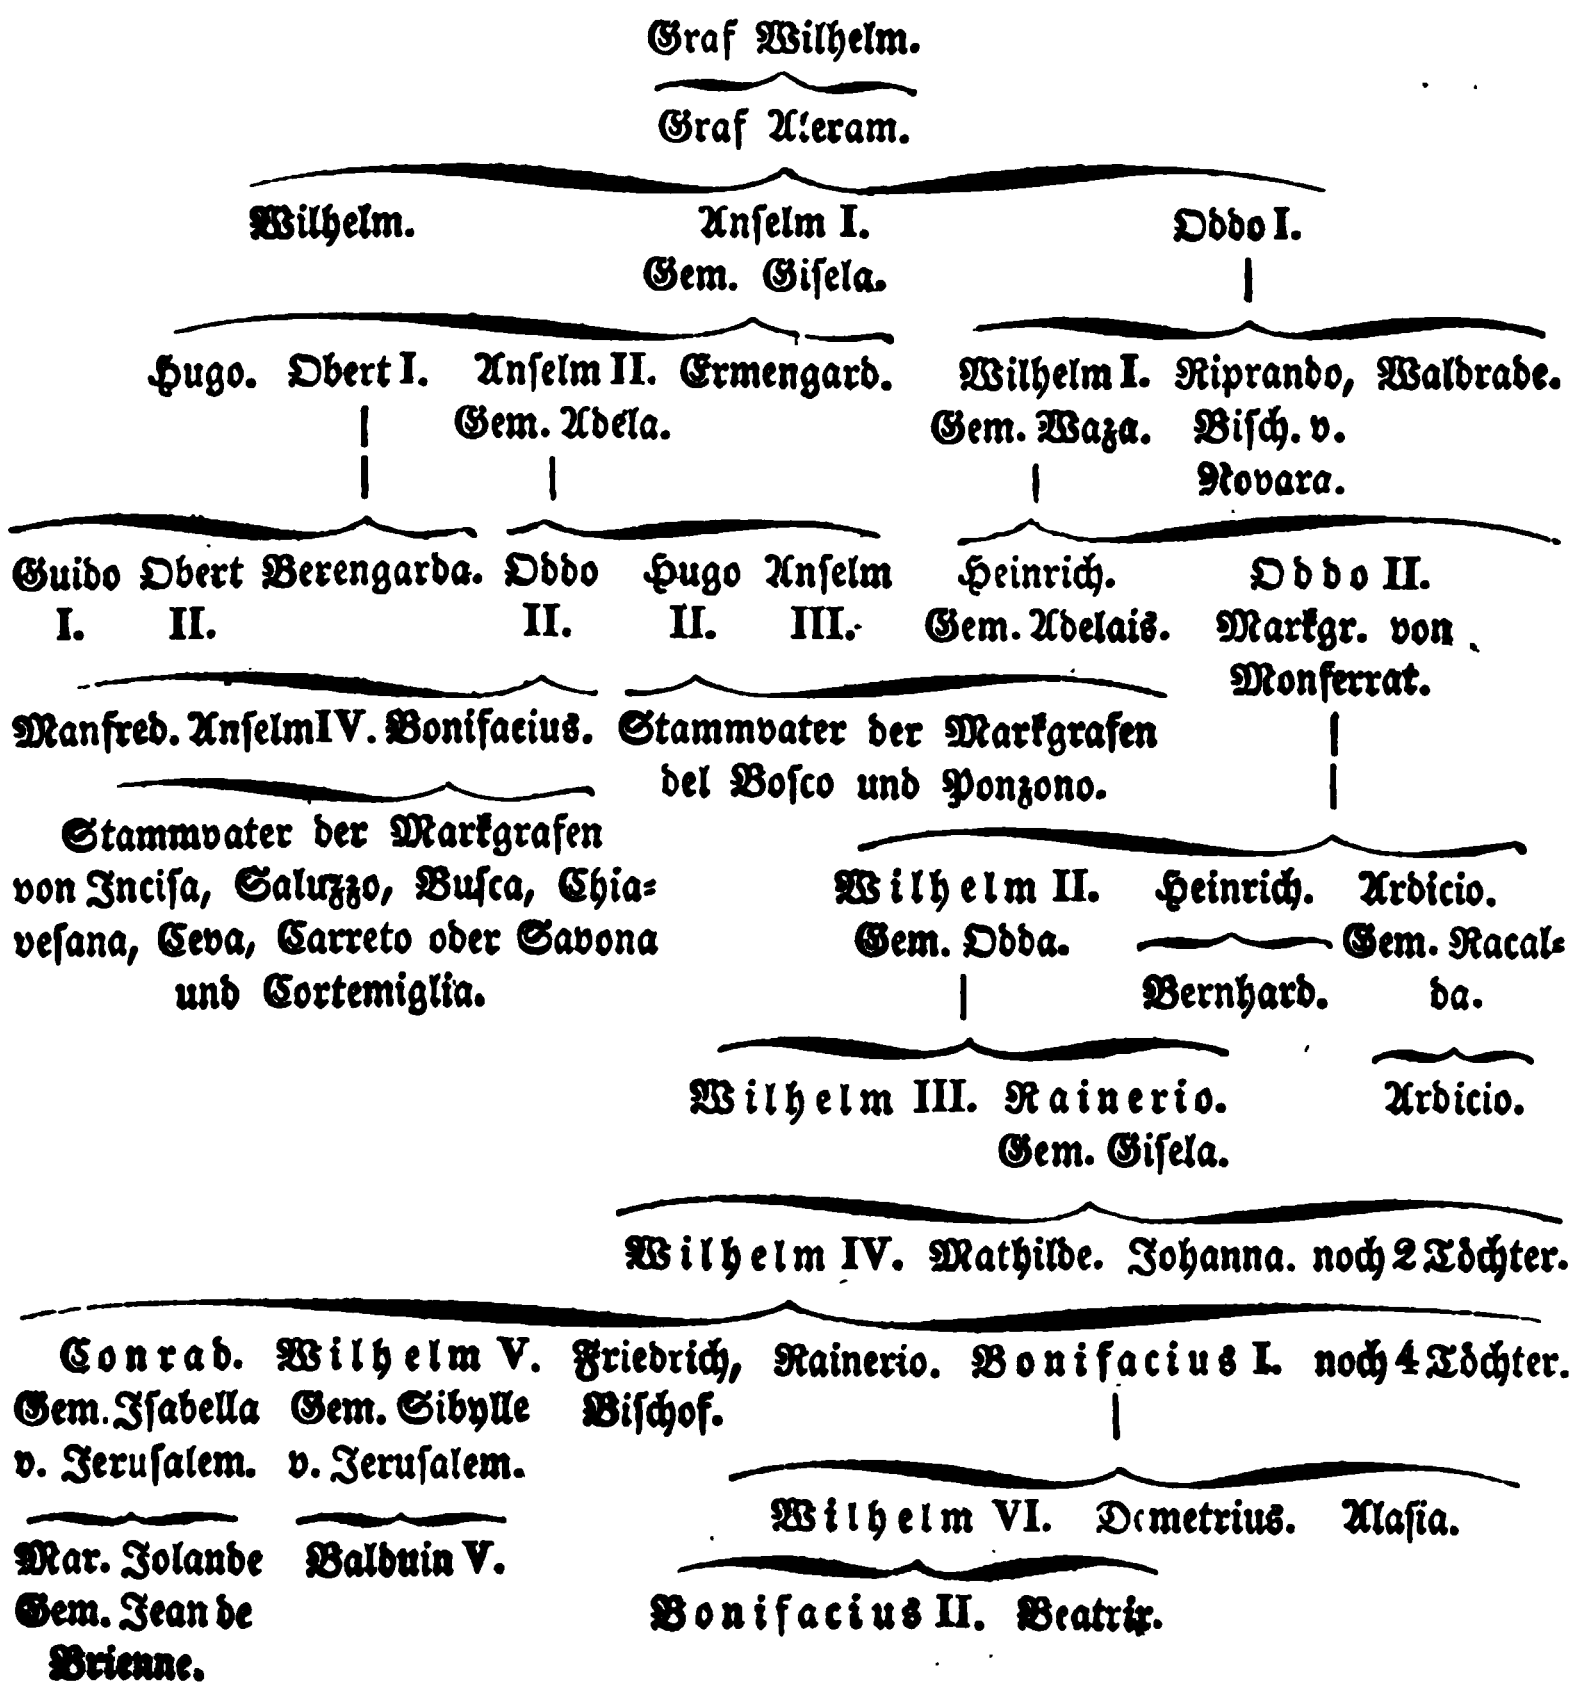 Graf Wilhelm.
Graf Aleram.
Wilhelm. Anſelm I. Oddo I.
Gem. Giſela.
Hugo. Obert I. Anſelm II. Ermengard. Wilhelm I. Riprando, Waldrade.
Gem. Adela. Gem. Waza. Biſch. v.
Novara.
Guido Obert Berengarda. Oddo Hugo Anſelm Heinrich. Oddo II.
I. II. II. II. III. Gem. Adelais. Markgr. von
Monferrat.
Manfred. Anſelm IV. Bonifacius. Stammvater der Markgrafen
del Boſco und Ponzono.
Stammvater der Markgrafen
von Inciſa, Saluzzo, Buſca, Chia⸗ Wilhelm II. Heinrich. Ardicio.
veſana, Ceva, Carreto oder Savona Gem. Odda. Gem. Racal⸗
und Cortemiglia. Bernhard. da.
Wilhelm III. Rainerio. Ardicio.
Gem. Giſela.
Wilhelm IV. Mathilde. Johanna. noch 2 Töchter.
Conrad. Wilhelm V. Friedrich, Rainerio. Bonifacius I. noch 4 Töchter.
Gem. Iſabella Gem. Sibylle Biſchof.
v. Jeruſalem. v. Jeruſalem.
Wilhelm VI. Demetrius. Alaſia.
Mar. Jolande Balduin V.
Gem. Jean de Bonifacius II. Beatrix.
Brienne.